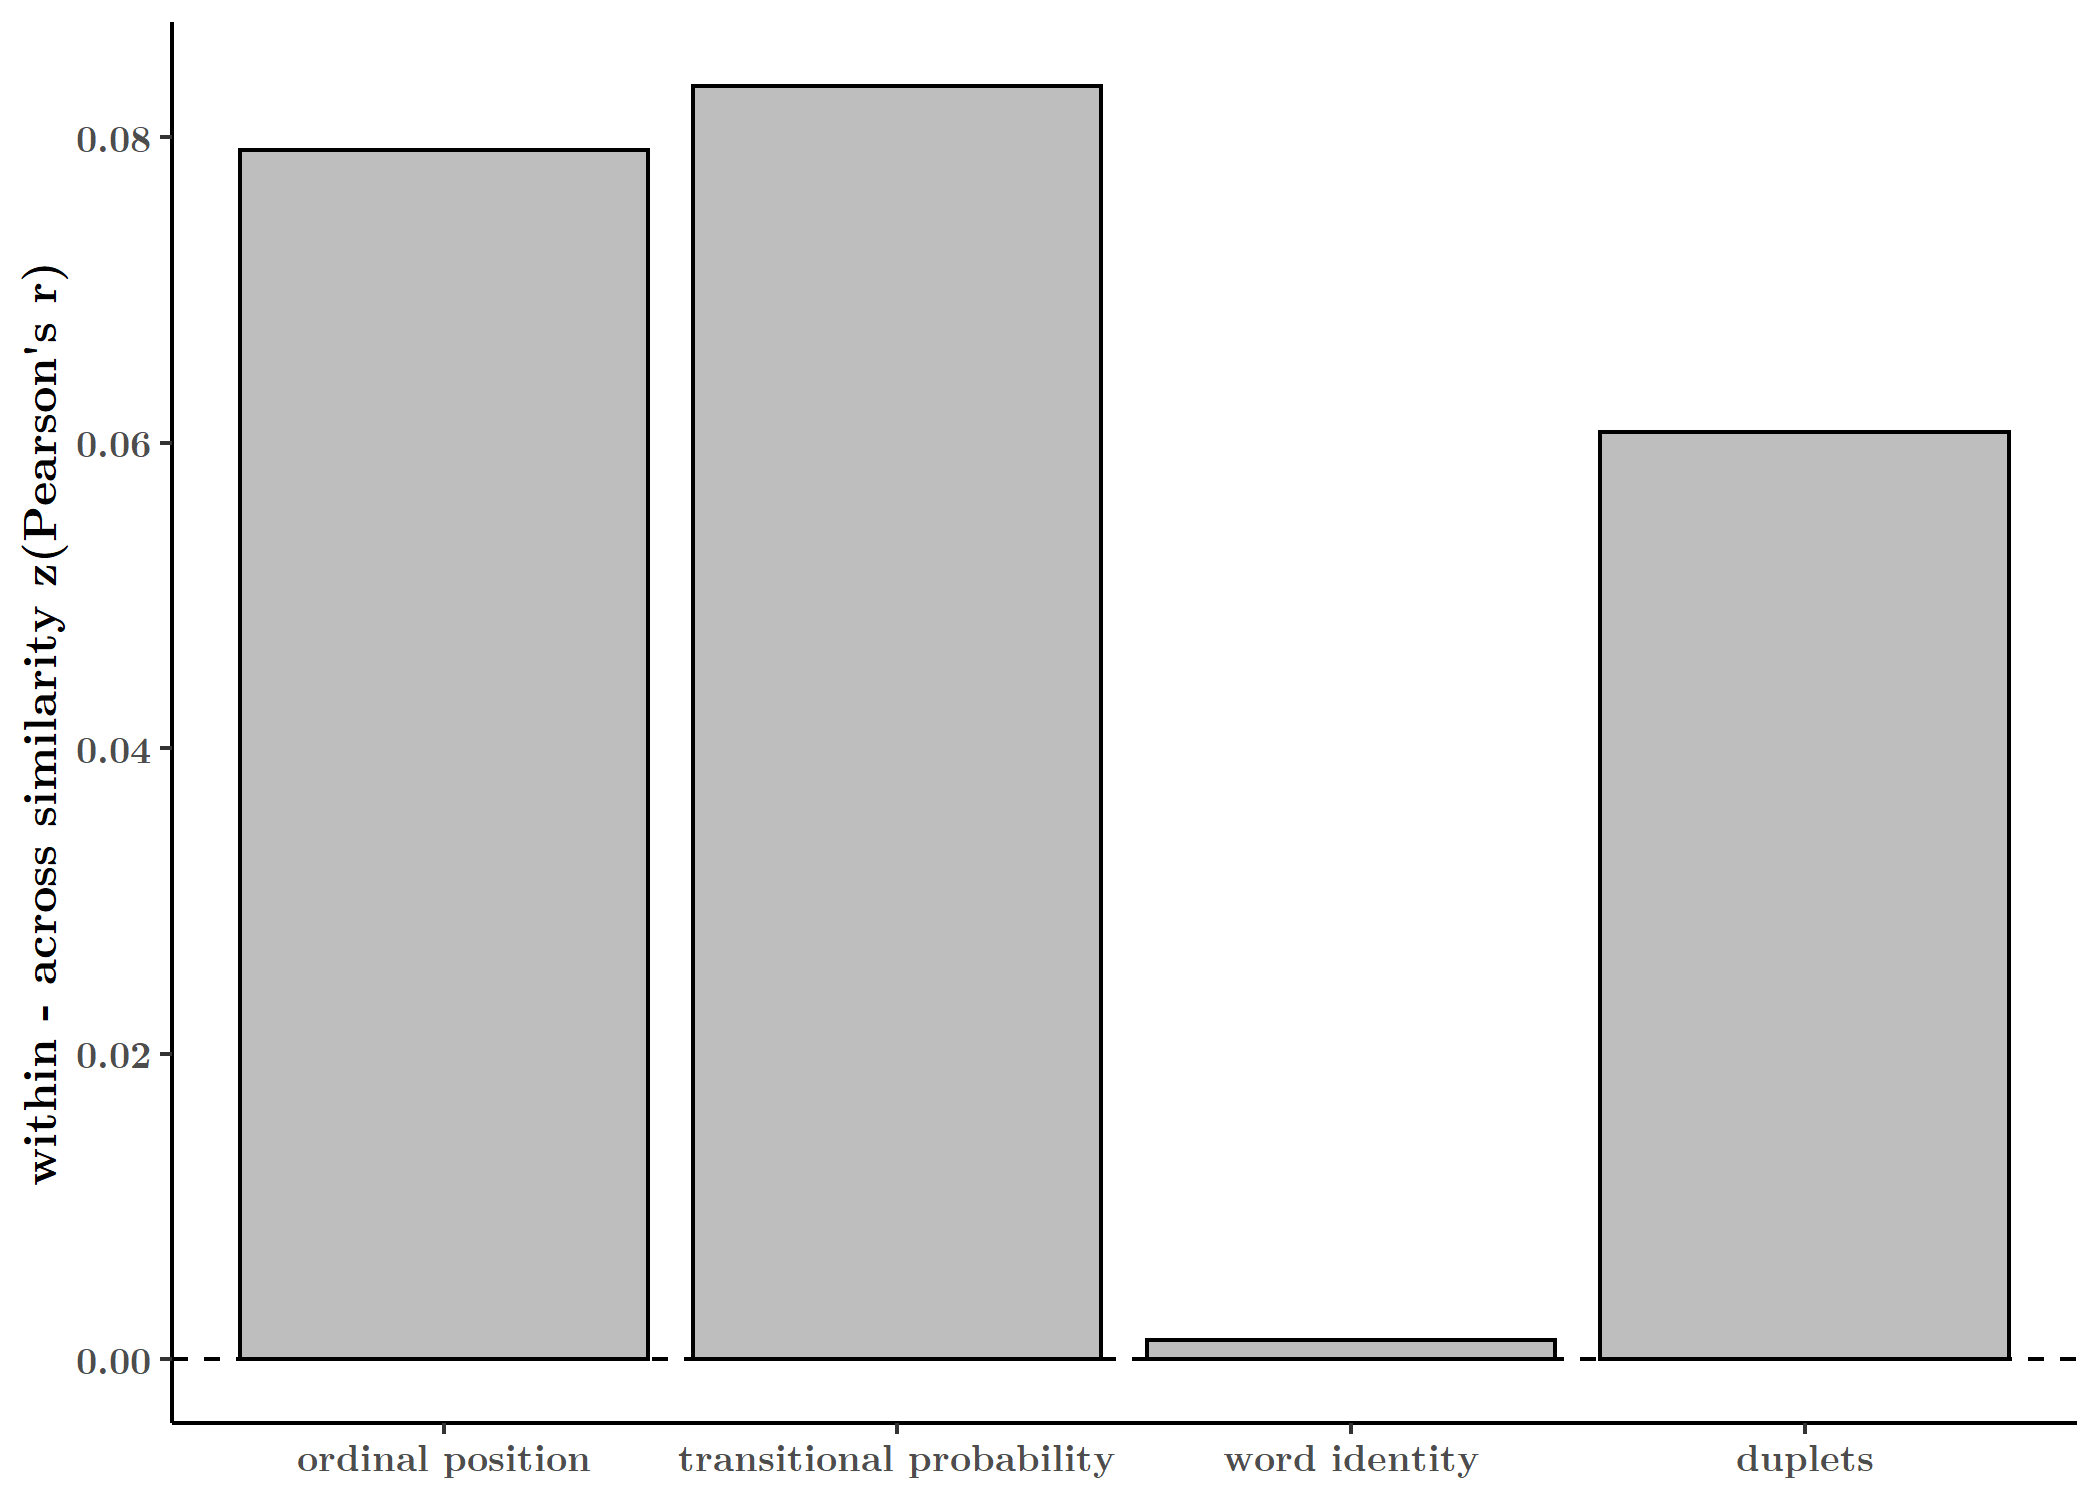 within - across similarity z(Pearson's r)
0.08
0.06
0.04
0.02
0.00
ordinal position
transitional probability
word identity
duplets